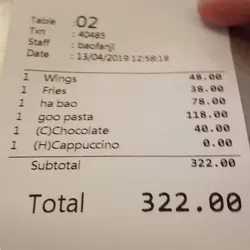 Table : 02
Txn : 40485
Staff : baofanji
Date : 13/04/2019 12:58:18
1 Wings 48.00
1 Fries 38.00
1 ha bao 78.00
1 goo pasta 118.00
1 (C)Chocolate 40.00
1 (H)Cappuccino 0.00
Subtotal 322.00
Total 322.00